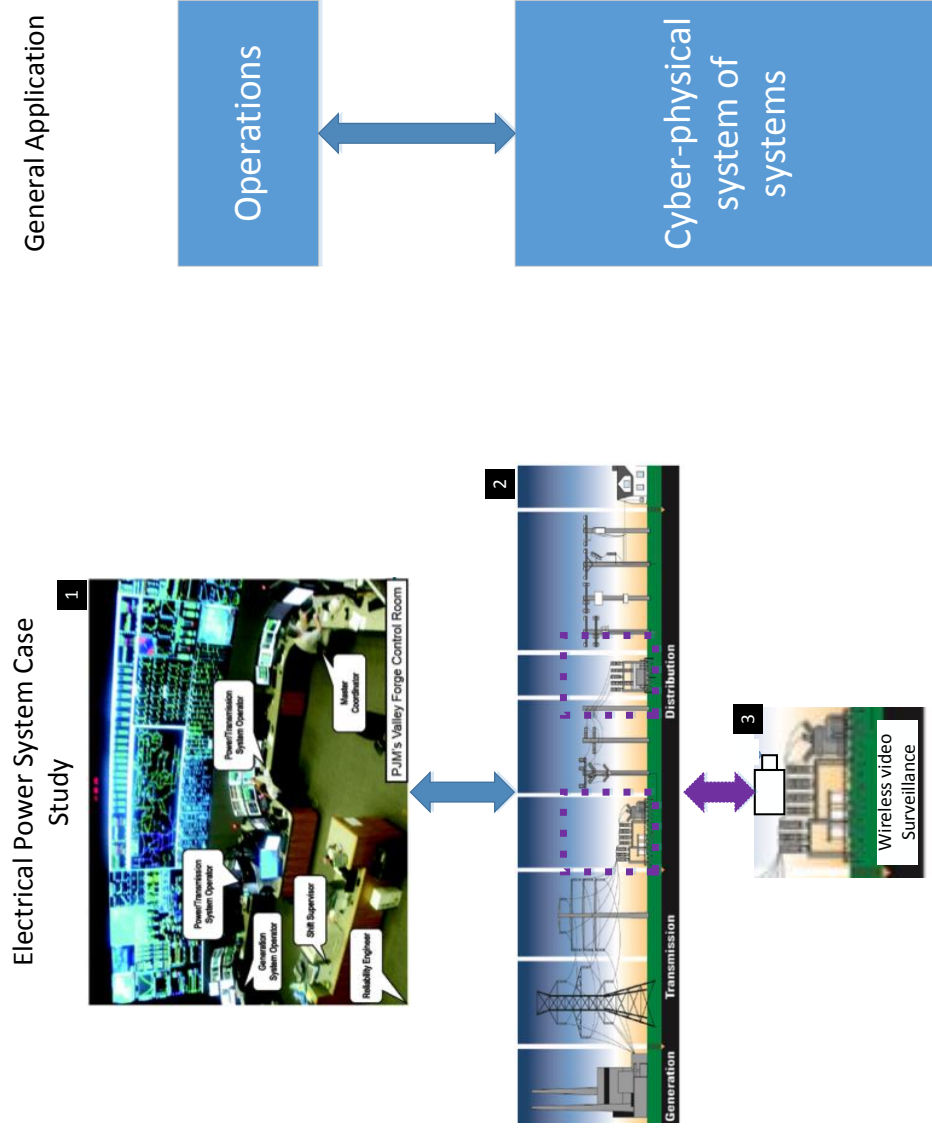 Electrical Power System Case
Study
General Application
1
Power/Transmission
System Operator
Power/Transmission
System Operator
Generation
System Operator
Shift Supervisor
Reliability Engineer
Master
Coordinator
PJM's Valley Forge Control Room
Operations
2
Generation
Transmission
Distribution
Cyber-physical
system of
systems
3
Wireless video
Surveillance